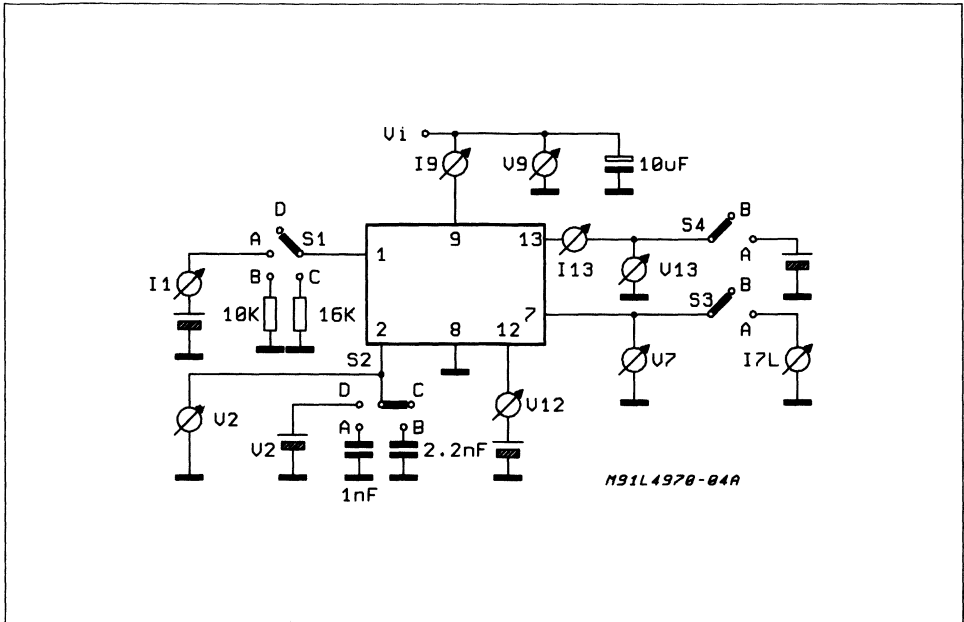 Vi
I9
V9
10uF
D
A
S1
B
C
I1
10K
16K
1
9
13
2
8
12
7
I13
V13
S4
B
A
S3
B
A
V7
I7L
S2
D
C
A
B
V2
V2
1nF
2.2nF
V12
M91L4970-04A